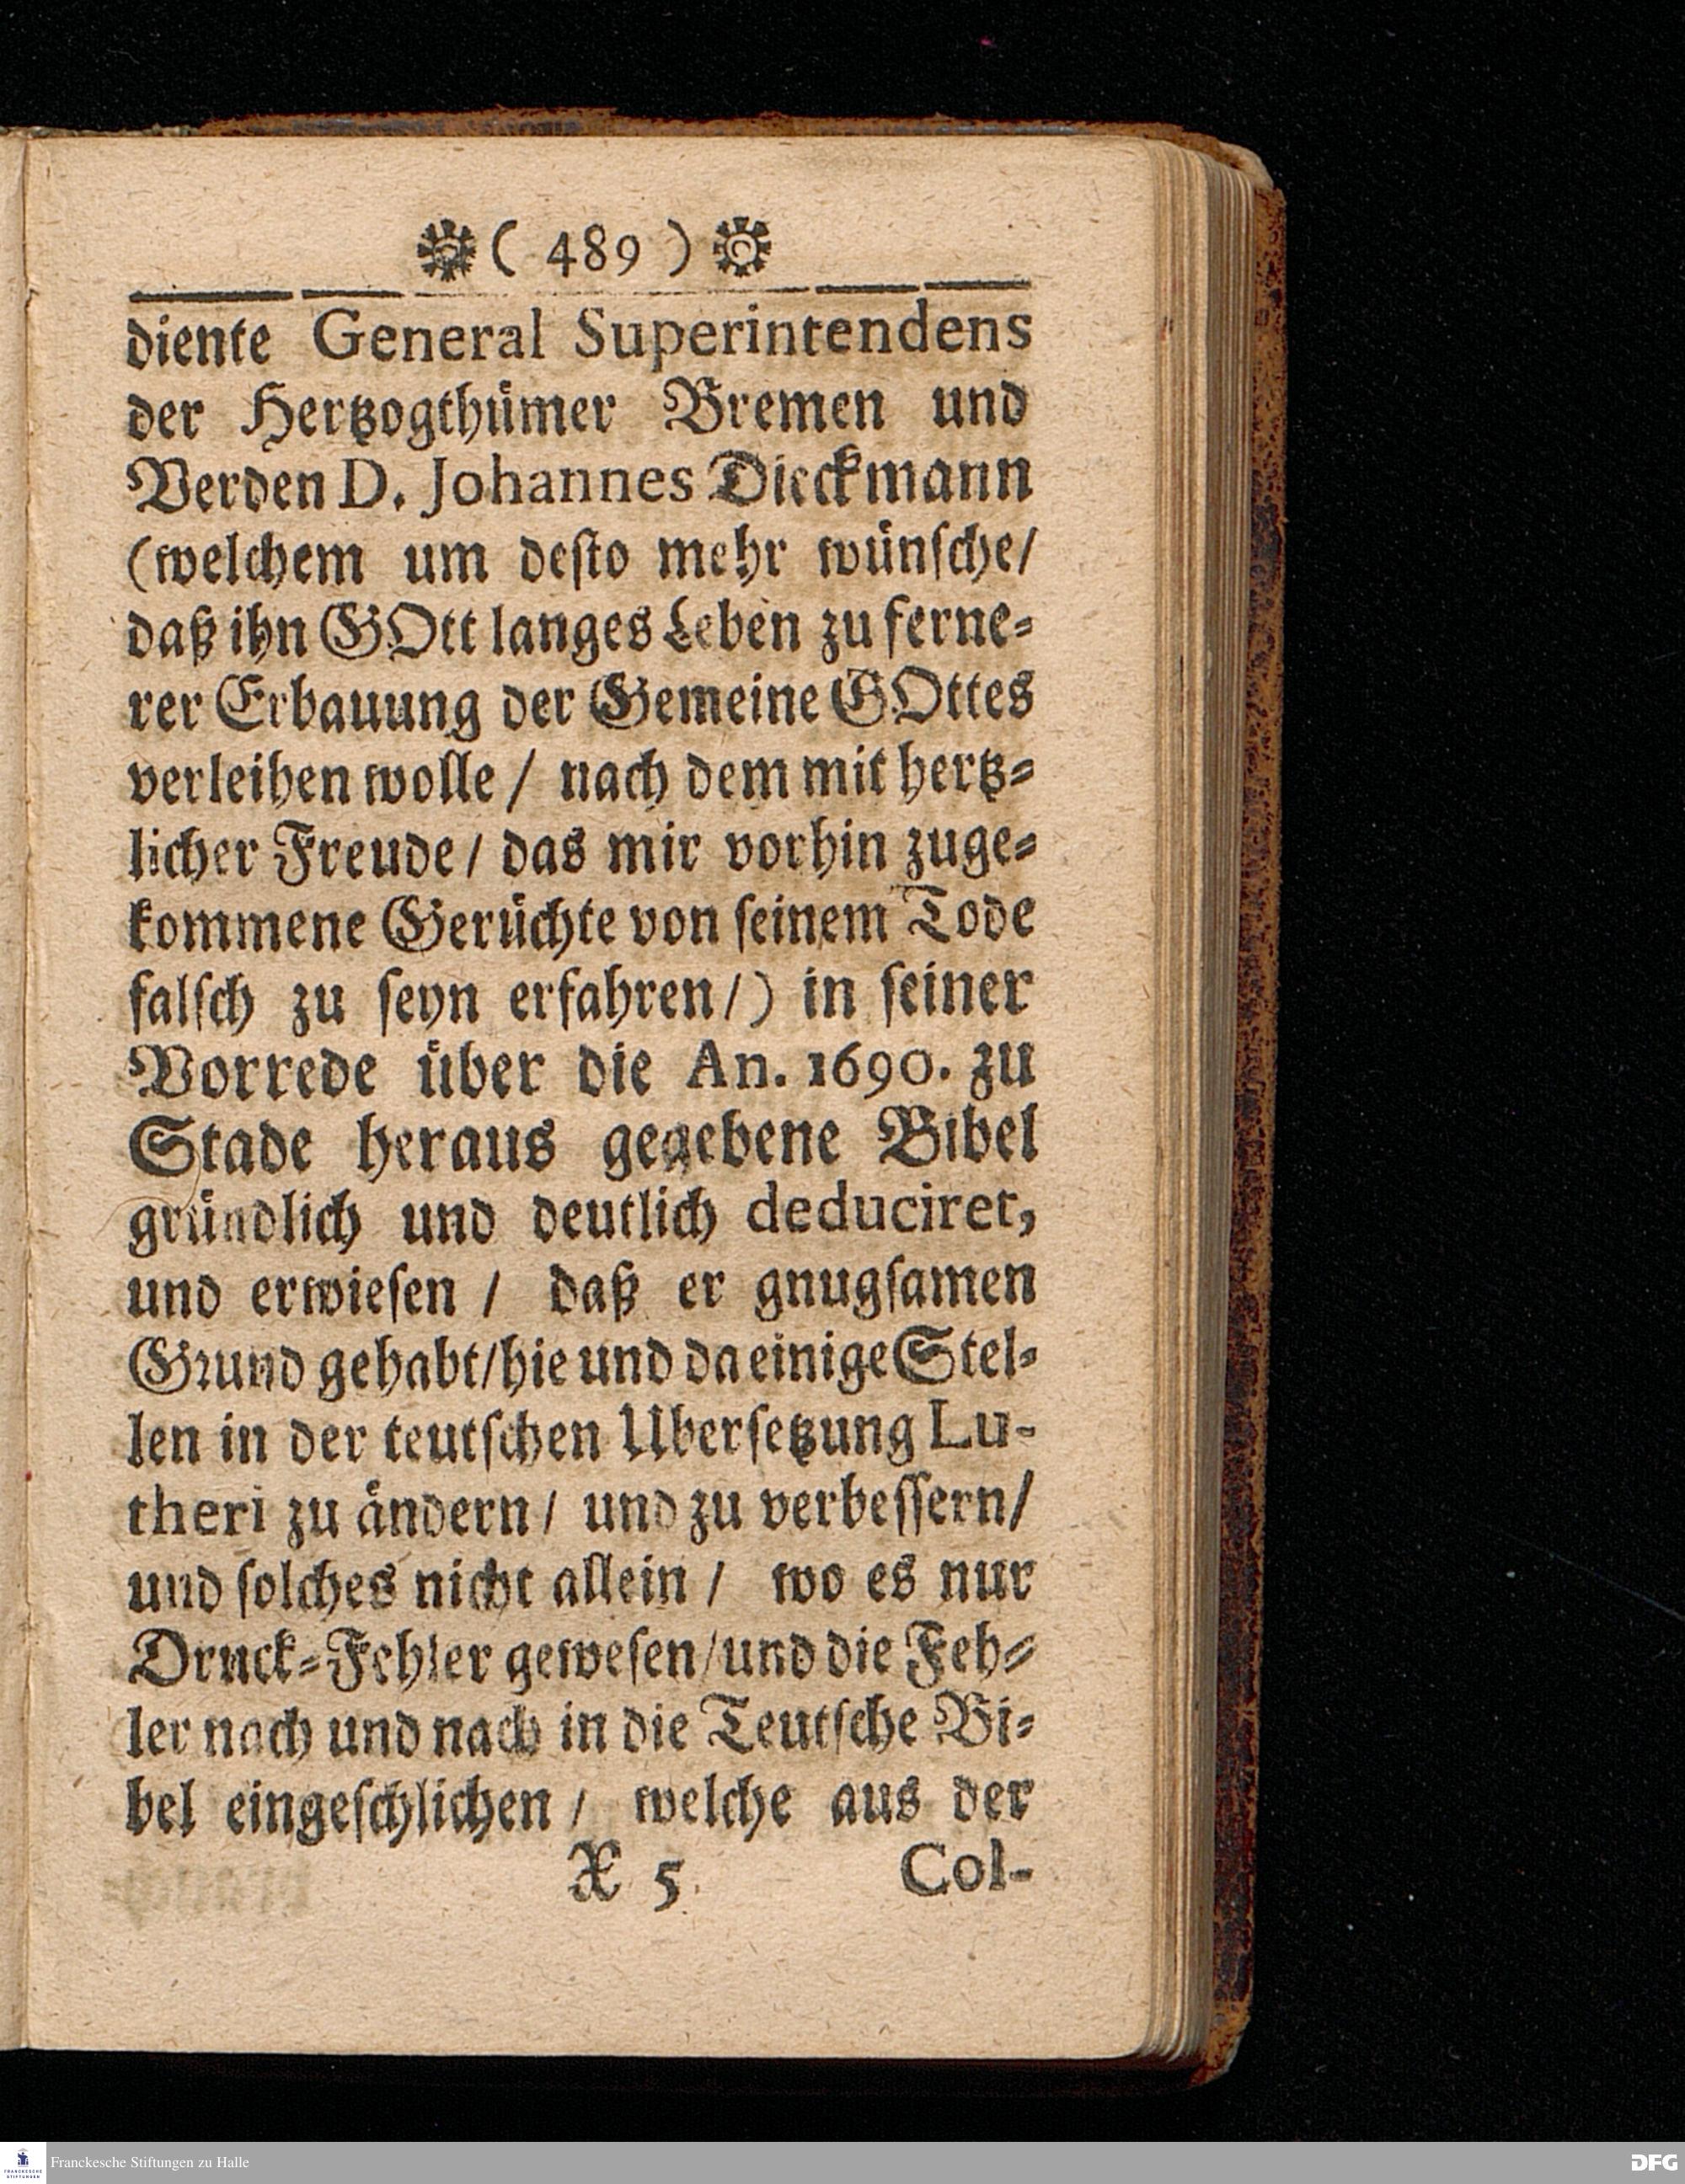 ( 489 )
diente General Superintendens
der Hertzogthümer Bremen und
Verden D. Johannes Dieckmann
(welchem um deſto mehr wünſche/
daß ihn GOtt langes Leben zu ferne-
rer Erbauung der Gemeine GOttes
verleihen wolle / nach dem mit hertz-
licher Freude / das mir vorhin zuge-
kommene Gerüchte von ſeinem Tode
falſch zu ſeyn erfahren/) in ſeiner
Vorrede über die An. 1690. zu
Stade heraus gegebene Bibel
gründlich und deutlich deduciret,
und erwieſen / daß er gnugſamen
Grund gehabt/hie und da einige Stel-
len in der teutſchen Uberſetzung Lu-
theri zu ändern / und zu verbeſſern/
und ſolches nicht allein / wo es nur
Druck-Fehler geweſen/und die Feh-
ler nach und nach in die Teutſche Bi-
bel eingeſchlichen / welche aus der
X 5
Col-
FRANCKESCHE STIFTUNGEN
Franckesche Stiftungen zu Halle
DFG